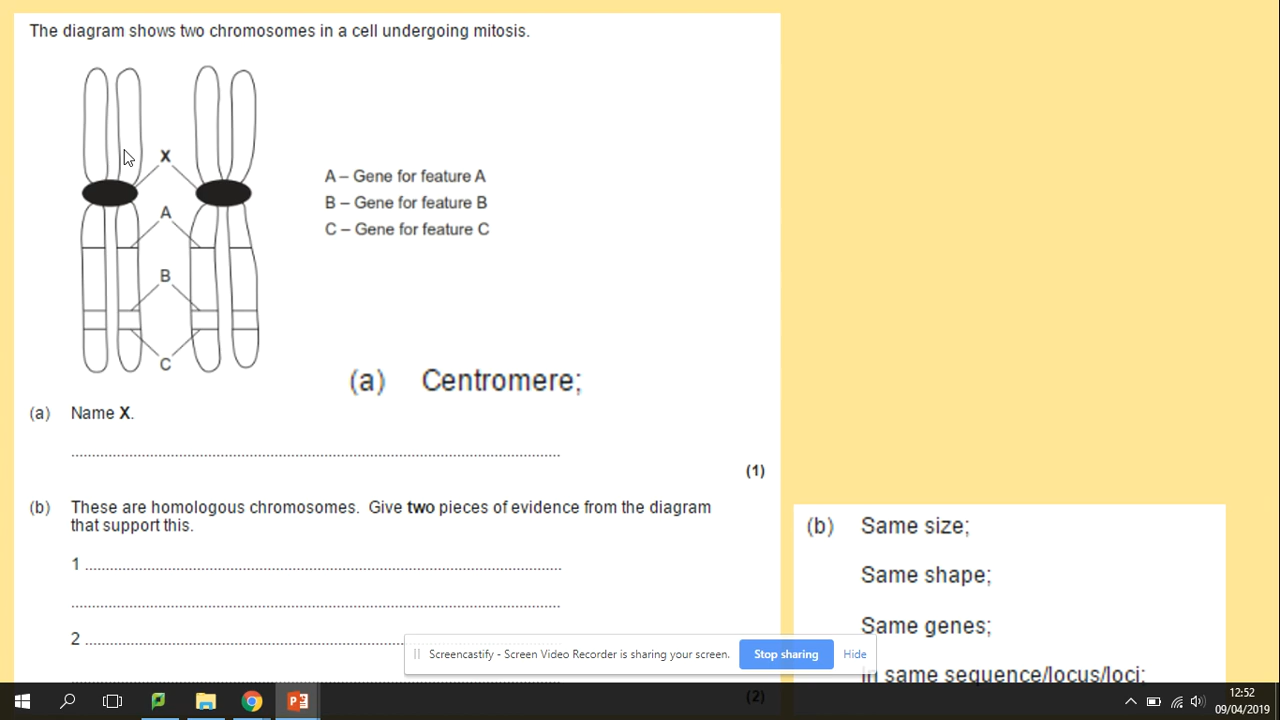 The diagram shows two chromosomes in a cell undergoing mitosis.
X
A
B
C
A – Gene for feature A
B – Gene for feature B
C – Gene for feature C
(a) Centromere;
(a) Name X.
(1)
(b) These are homologous chromosomes. Give two pieces of evidence from the diagram
that support this.
1
2
(2)
(b) Same size;
Same shape;
Same genes;
In same sequence/locus/loci;
Screencastify - Screen Video Recorder is sharing your screen.
Stop sharing
Hide
12:52
09/04/2019